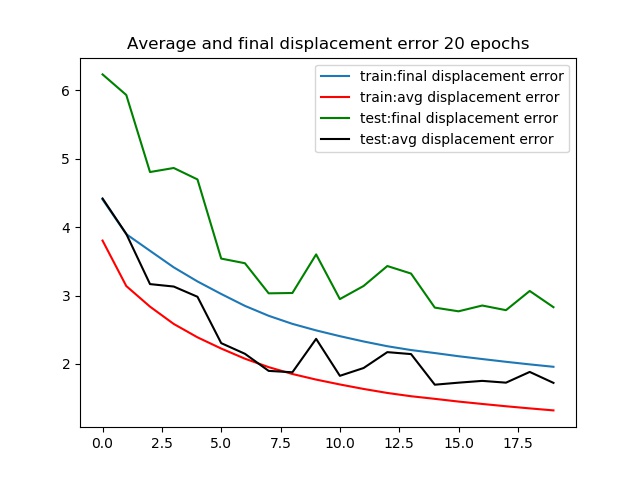 Average and final displacement error 20 epochs
train:final displacement error
train:avg displacement error
test:final displacement error
test:avg displacement error
6
5
4
3
2
0.0 2.5 5.0 7.5 10.0 12.5 15.0 17.5